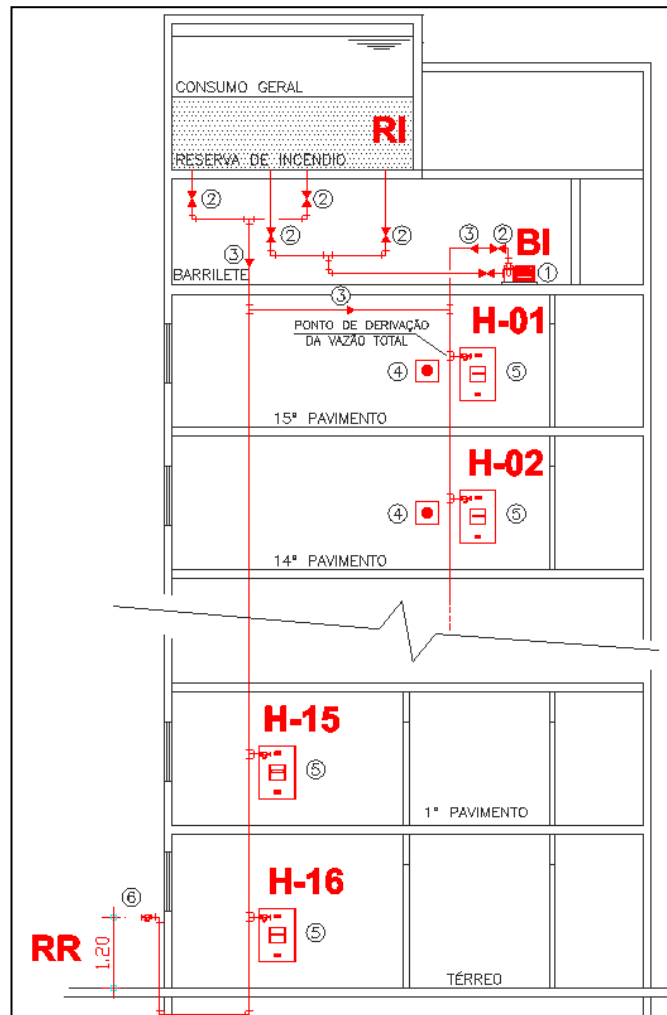 CONSUMO GERAL
RI
RESERVA DE INCÊNDIO
② ②
② ②
③ ② BI
③
BARRILETE ①
③
H-01
PONTO DE DERIVAÇÃO
DA VAZÃO TOTAL
④ ⑤
15º PAVIMENTO
H-02
④ ⑤
14º PAVIMENTO
H-15
⑤
1º PAVIMENTO
H-16
⑥
⑤
RR
1.20
TÉRREO